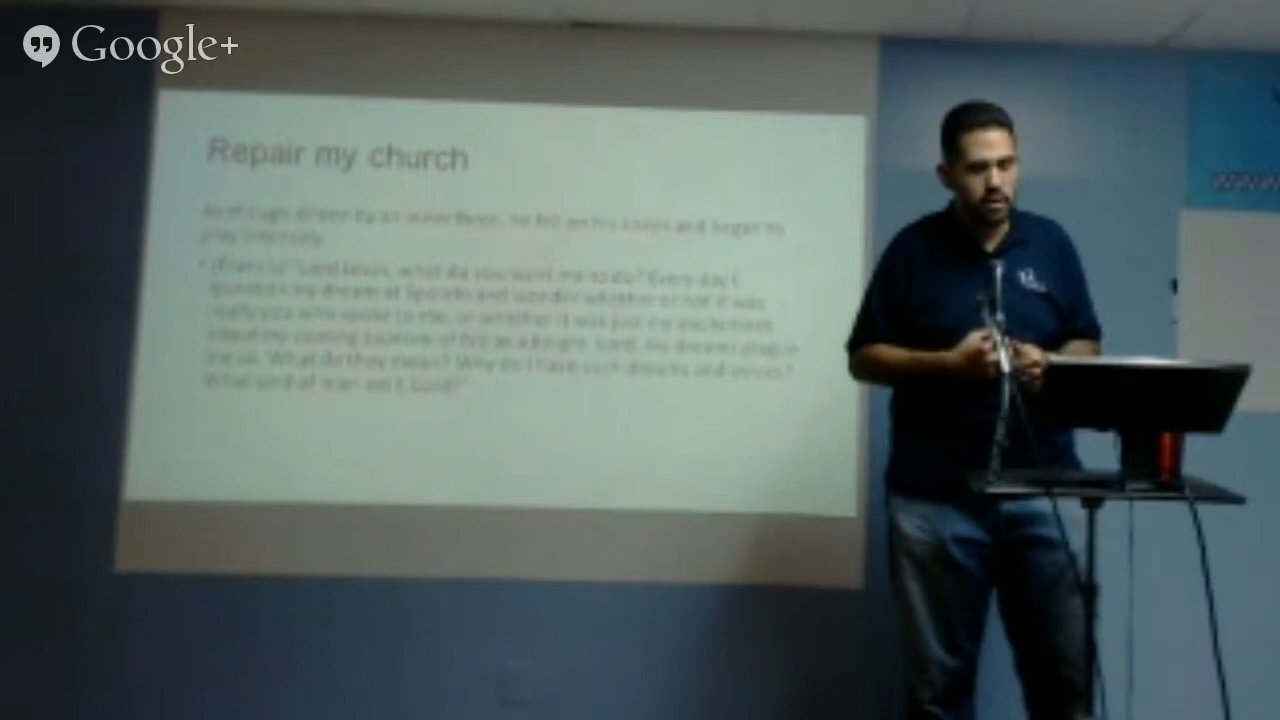 Google+
Repair my church
As though driven by an inner force, he fell on his knees and began to
pray intensely.
• (Francis) "Lord Jesus, what do you want me to do? Every day I
question my dream at Spoleto and wonder whether or not it was
really you who spoke to me, or whether it was just my excitement
about my coming baptism of fire as a knight. Lord, my dreams plague
me so. What do they mean? Why do I have such dreams and voices?
What kind of man am I, Lord?"
www